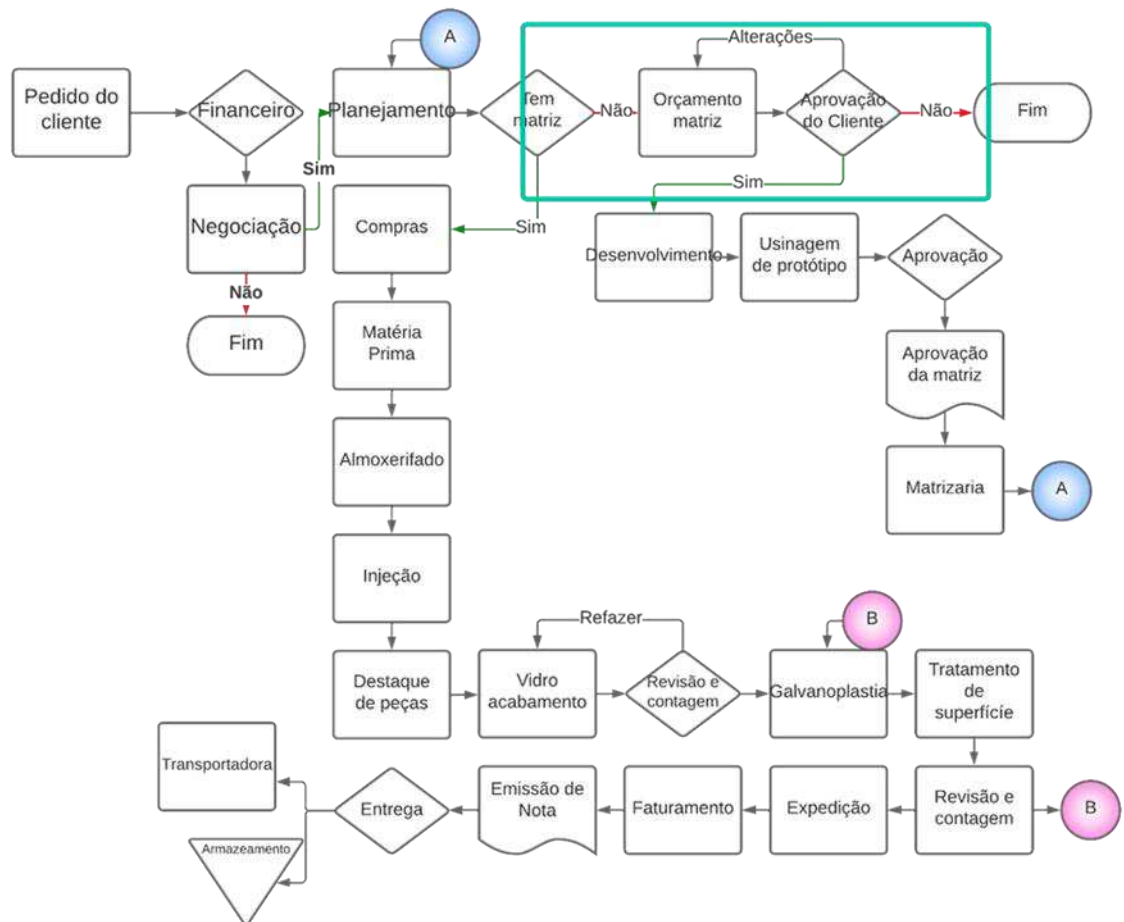 A
Alterações
Pedido do
cliente
Financeiro
Planejamento
Tem
matriz
Não
Orçamento
matriz
Aprovação
do Cliente
Não
Fim
Sim
Sim
Negociação
Compras
Sim
Desenvolvimento
Usinagem
de protótipo
Aprovação
Não
Fim
Matéria
Prima
Aprovação
da matriz
Almoxerifado
Matrizaria
A
Injeção
Refazer
B
Destaque
de peças
Vidro
acabamento
Revisão e
contagem
Galvanoplastia
Tratamento
de
superfície
Transportadora
Entrega
Emissão de
Nota
Faturamento
Expedição
Revisão e
contagem
B
Armazeamento